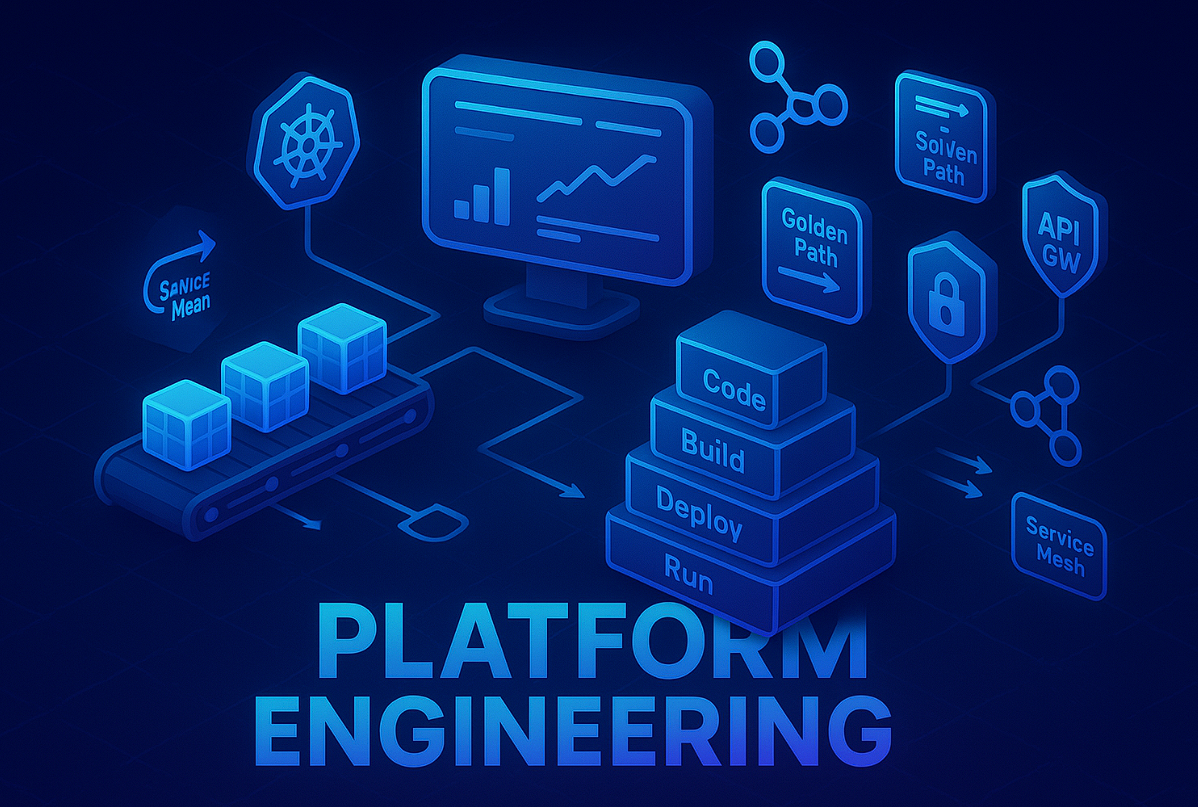 Solven
Path
Golden
Path
API
GW
SANICE
Mean
Code
Build
Deploy
Run
Service
Mesh
PLATFORM
ENGINEERING